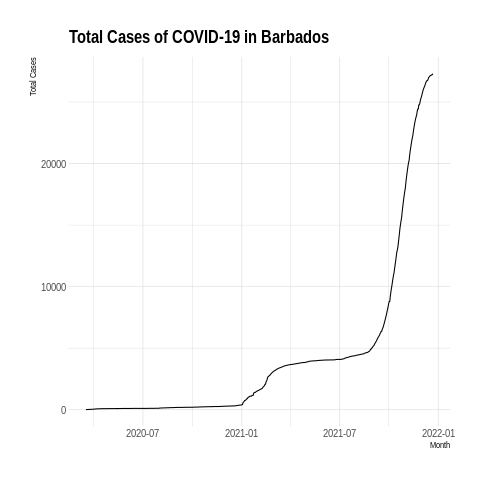 Total Cases of COVID-19 in Barbados
Total Cases
20000
10000
0
2020-07 2021-01 2021-07 2022-01
Month